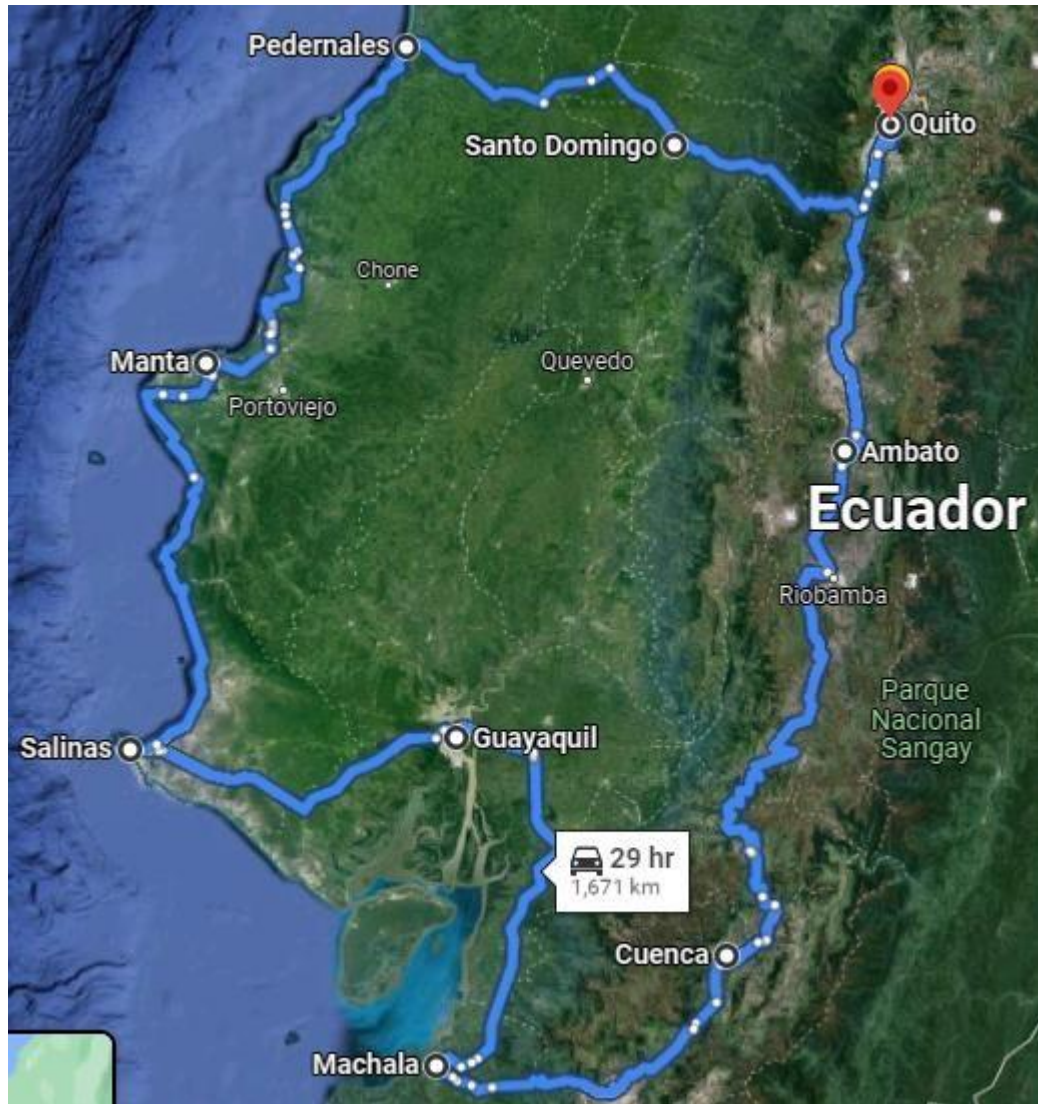 Pedernales
Quito
Santo Domingo
Chone
Manta
Quevedo
Portoviejo
Ambato
Ecuador
Riobamba
Parque
Nacional
Sangay
Salinas
Guayaquil
29 hr
1,671 km
Cuenca
Machala